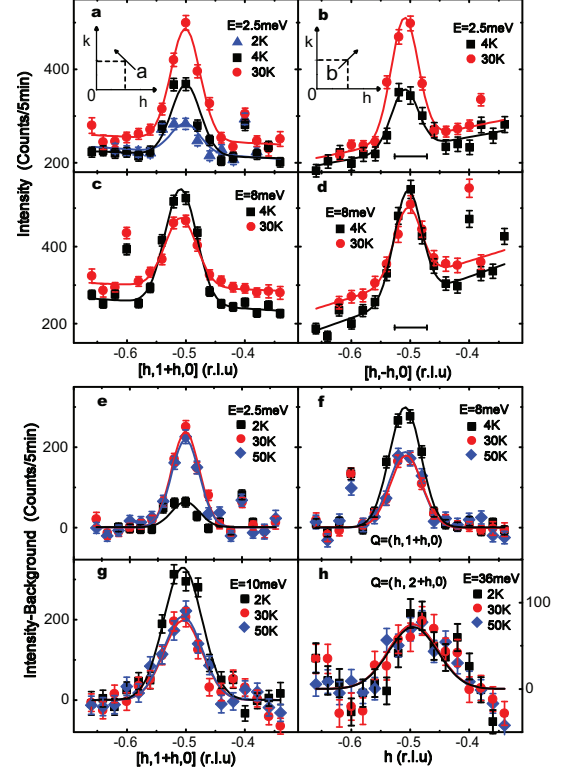 a
E=2.5meV
2K
4K
30K
k
a
0
h
b
E=2.5meV
4K
30K
k
b
0
h
400
300
200
c
E=8meV
4K
30K
d
E=8meV
4K
30K
400
200
Intensity (Counts/5min)
-0.6 -0.5 -0.4
-0.6 -0.5 -0.4
[h,1+h,0] (r.l.u)
[h,-h,0] (r.l.u)
e
E=2.5meV
2K
30K
50K
f
E=8meV
4K
30K
50K
Q=(h,1+h,0)
200
0
g
E=10meV
2K
30K
50K
h
Q=(h, 2+h,0)
E=36meV
2K
30K
50K
200
0
100
0
Intensity-Background (Counts/5min)
-0.6 -0.5 -0.4
-0.6 -0.5 -0.4
[h,1+h,0] (r.l.u)
h (r.l.u)